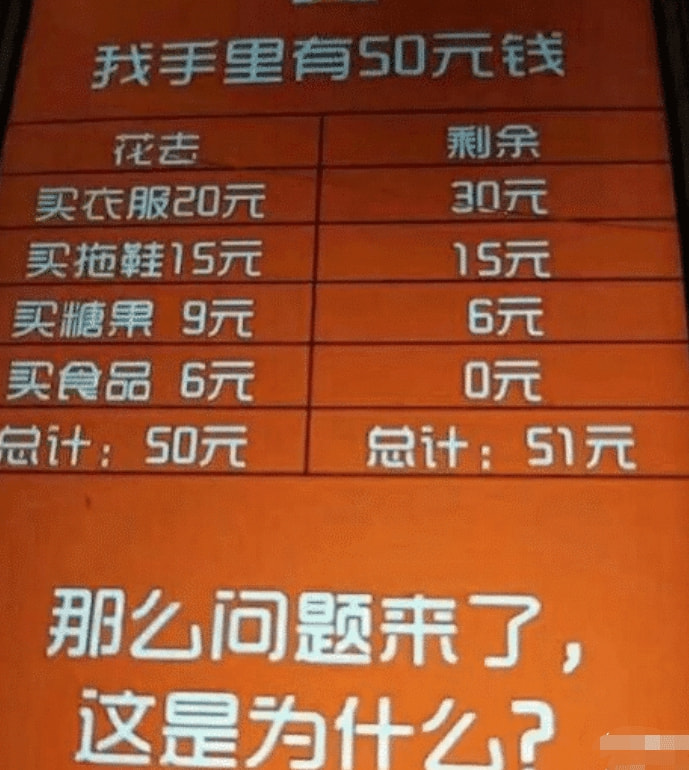 我手里有50元钱
花去 剩余
买衣服20元 30元
买拖鞋15元 15元
买糖果 9元 6元
买食品 6元 0元
总计：50元 总计：51元
那么问题来了，
这是为什么？